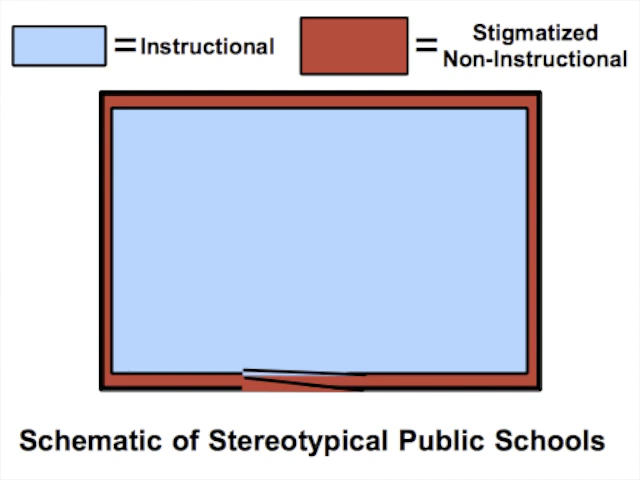 = Instructional
= Stigmatized
Non-Instructional
Schematic of Stereotypical Public Schools